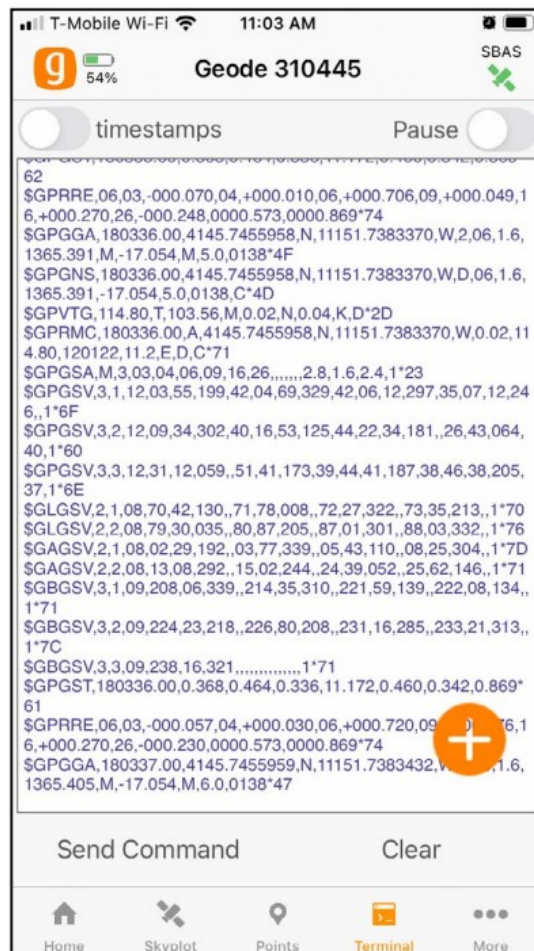 T-Mobile Wi-Fi 11:03 AM
g 54% Geode 310445 SBAS
timestamps Pause
62
$GPRRE,06,03,-000.070,04,+000.010,06,+000.706,09,+000.049,1
6,+000.270,26,-000.248,0000.573,0000.869*74
$GPGGA,180336.00,4145.7455958,N,11151.7383370,W,2,06,1.6,
1365.391,M,-17.054,M,5.0,0138*4F
$GPGNS,180336.00,4145.7455958,N,11151.7383370,W,D,06,1.6,
1365.391,-17.054,5.0,0138,C*4D
$GPVTG,114.80,T,103.56,M,0.02,N,0.04,K,D*2D
$GPRMC,180336.00,A,4145.7455958,N,11151.7383370,W,0.02,11
4.80,120122,11.2,E,D,C*71
$GPGSA,M,3,03,04,06,09,16,26,,,,,,,2.8,1.6,2.4,1*23
$GPGSV,3,1,12,03,55,199,42,04,69,329,42,06,12,297,35,07,12,24
6,,1*6F
$GPGSV,3,2,12,09,34,302,40,16,53,125,44,22,34,181,,26,43,064,
40,1*60
$GPGSV,3,3,12,31,12,059,,51,41,173,39,44,41,187,38,46,38,205,
37,1*6E
$GLGSV,2,1,08,70,42,130,,71,78,008,,72,27,322,,73,35,213,,1*70
$GLGSV,2,2,08,79,30,035,,80,87,205,,87,01,301,,88,03,332,,1*76
$GAGSV,2,1,08,02,29,192,,03,77,339,,05,43,110,,08,25,304,,1*7D
$GAGSV,2,2,08,13,08,292,,15,02,244,,24,39,052,,25,62,146,,1*71
$GBGSV,3,1,09,208,06,339,,214,35,310,,221,59,139,,222,08,134,,
1*71
$GBGSV,3,2,09,224,23,218,,226,80,208,,231,16,285,,233,21,313,,
1*7C
$GBGSV,3,3,09,238,16,321,,,,,,,,,,,,,,1*71
$GPGST,180336.00,0.368,0.464,0.336,11.172,0.460,0.342,0.869*
61
$GPRRE,06,03,-000.057,04,+000.030,06,+000.720,09 76,1
6,+000.270,26,-000.230,0000.573,0000.869*74
$GPGGA,180337.00,4145.7455959,N,11151.7383432, 1.6,
1365.405,M,-17.054,M,6.0,0138*47
Send Command Clear
Home Skyplot Points Terminal More